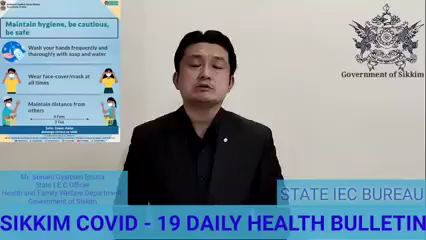 Maintain hygiene, be cautious,
be safe
Wash your hands frequently and
thoroughly with soap and water
Wear face-cover/mask at
all times
Maintain distance from
others
Government of Sikkim
State I.E.C Officer
Health and Family Welfare Department
Government of Sikkim
STATE IEC BUREAU
SIKKIM COVID - 19 DAILY HEALTH BULLETIN